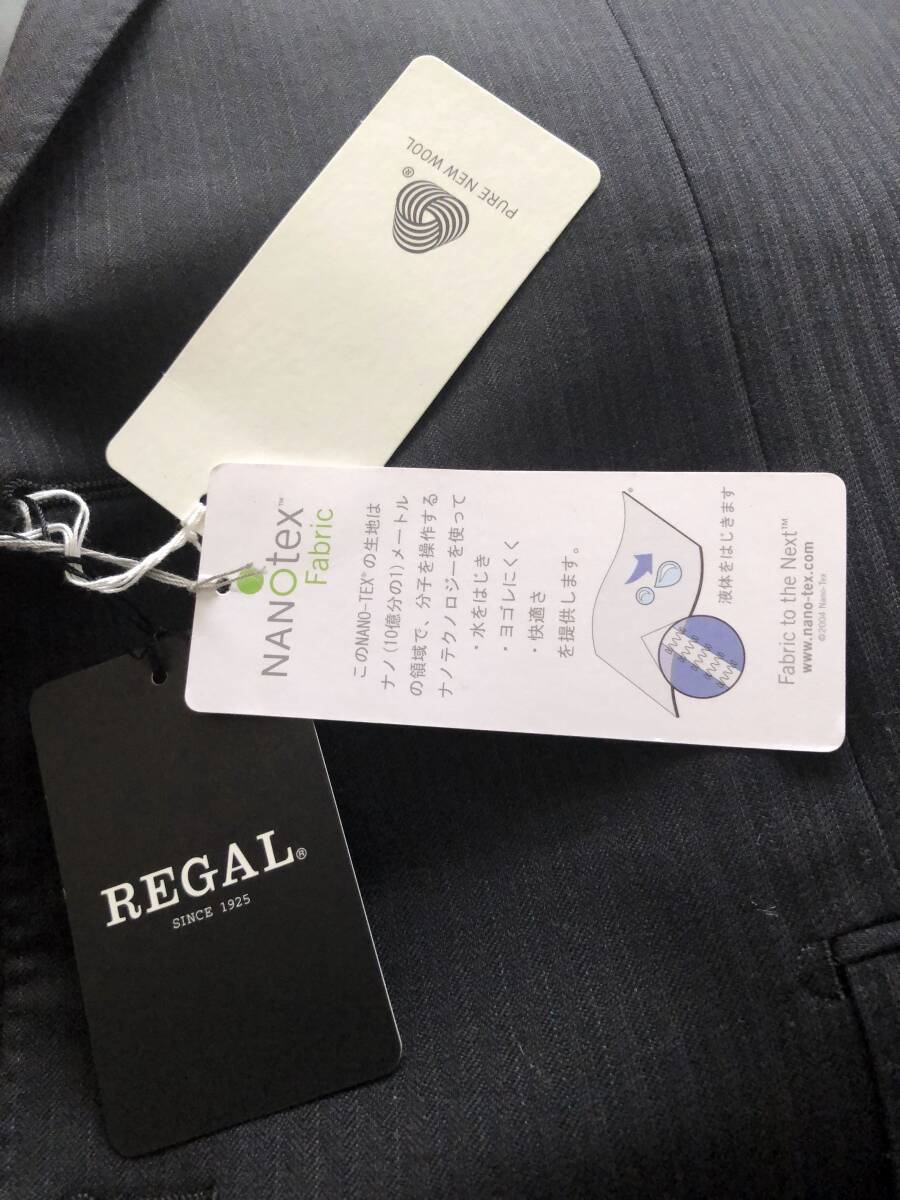 PURE NEW WOOL
®
NANOtex™
Fabric
このNANO-TEX®の生地は
ナノ(10億分の1)メートル
の領域で、分子を操作する
ナノテクノロジーを使って
・水をはじき
・ヨゴレにくく
・快適さ
を提供します。
®
液体をはじきます
Fabric to the Next™
www.nano-tex.com
©2004 Nano-Tex
REGAL®
SINCE 1925